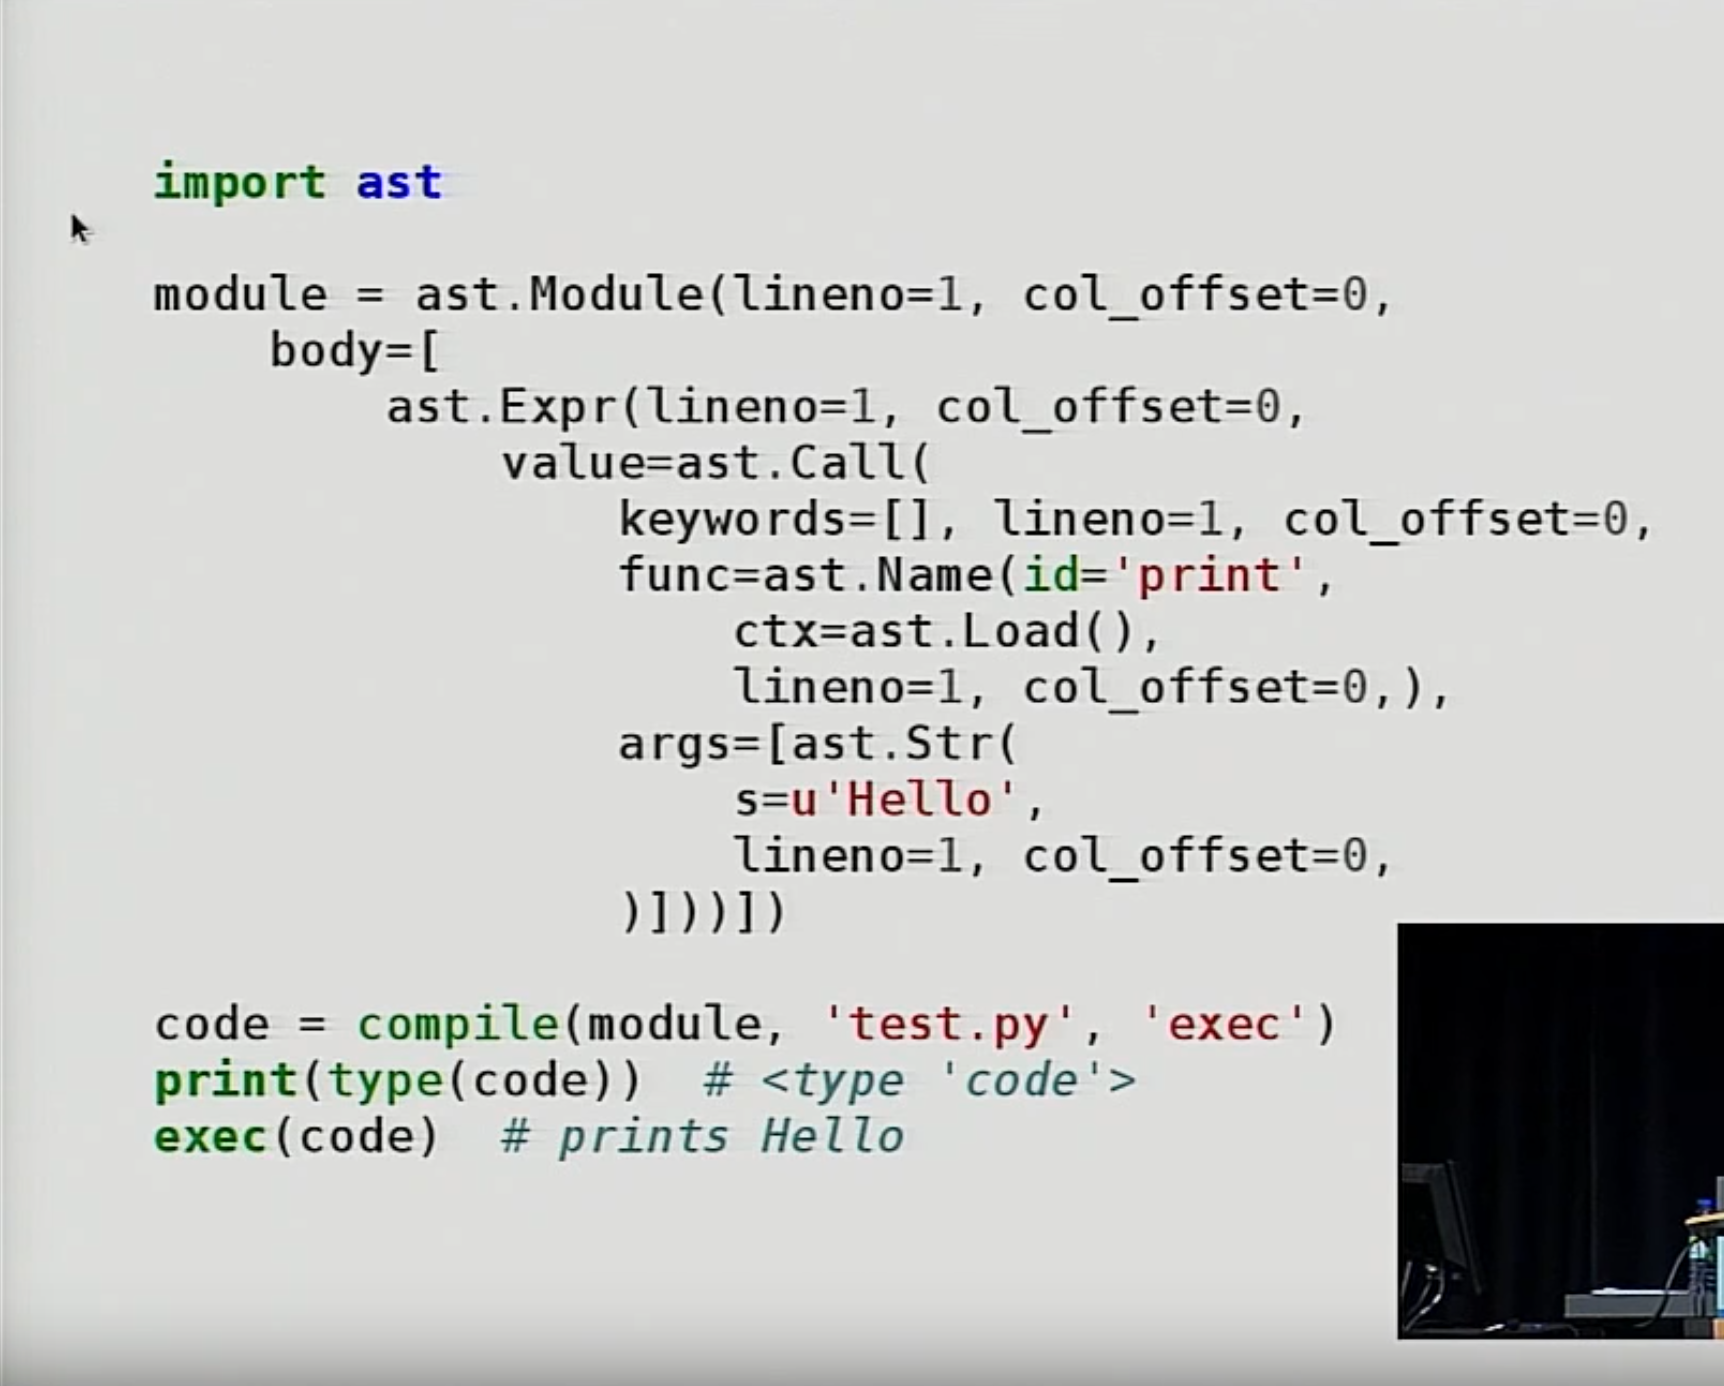 import ast
module = ast.Module(lineno=1, col_offset=0,
body=[
ast.Expr(lineno=1, col_offset=0,
value=ast.Call(
keywords=[], lineno=1, col_offset=0,
func=ast.Name(id='print',
ctx=ast.Load(),
lineno=1, col_offset=0,),
args=[ast.Str(
s=u'Hello',
lineno=1, col_offset=0,
)]))])
code = compile(module, 'test.py', 'exec')
print(type(code))  # <type 'code'>
exec(code)  # prints Hello